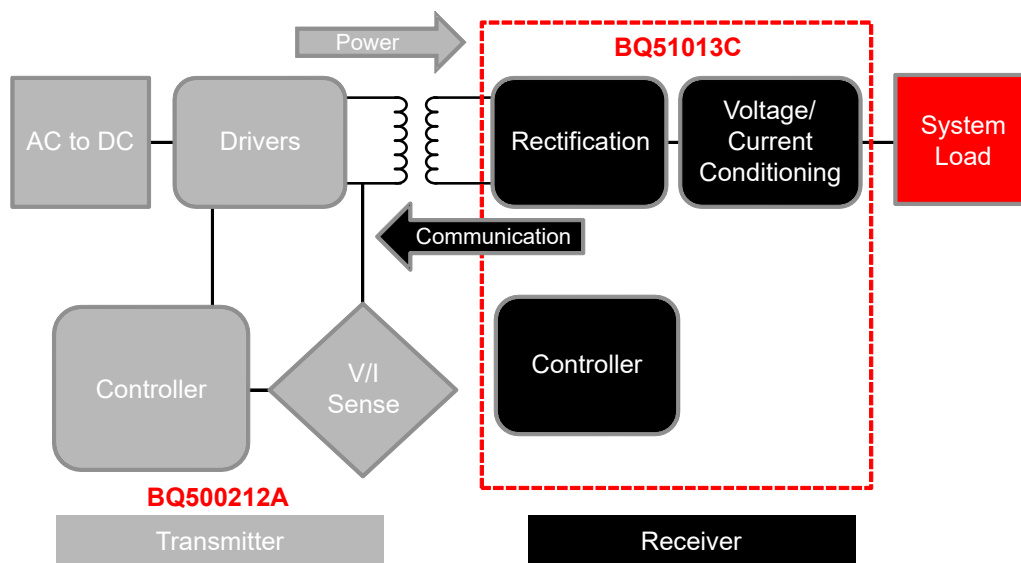 Power
BQ51013C
AC to DC
Drivers
Rectification
Voltage/
Current
Conditioning
System
Load
Communication
Controller
V/I
Sense
Controller
BQ500212A
Transmitter
Receiver